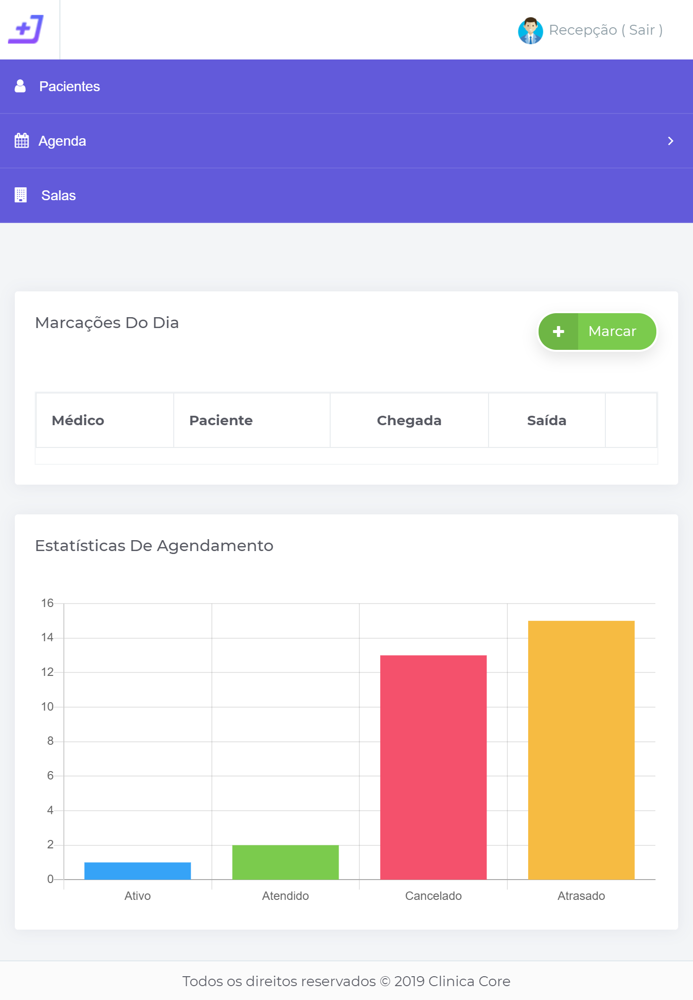 Recepção ( Sair )
Pacientes
Agenda
Salas
Marcações Do Dia
Marcar
Médico Paciente Chegada Saída
Estatísticas De Agendamento
16
14
12
10
8
6
4
2
0
Ativo Atendido Cancelado Atrasado
Todos os direitos reservados © 2019 Clinica Core